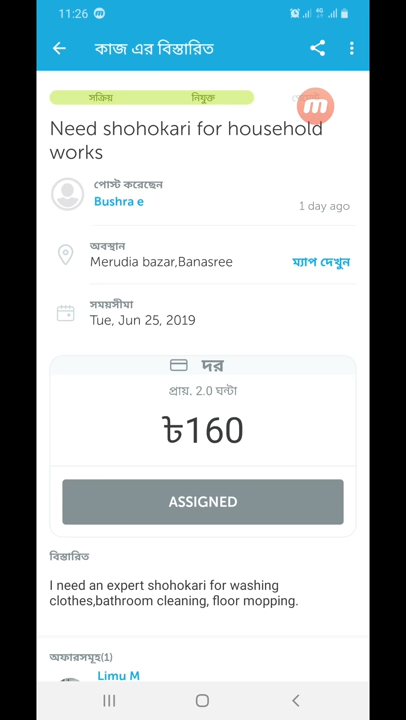 11:26
কাজ এর বিস্তারিত
সক্রিয় নিযুক্ত
Need shohokari for household
works
পোস্ট করেছেন
Bushra e
1 day ago
অবস্থান
Merudia bazar,Banasree
ম্যাপ দেখুন
সময়সীমা
Tue, Jun 25, 2019
দর
প্রায়. 2.0 ঘন্টা
৳160
ASSIGNED
বিস্তারিত
I need an expert shohokari for washing
clothes,bathroom cleaning, floor mopping.
অফারসমূহ(1)
Limu M